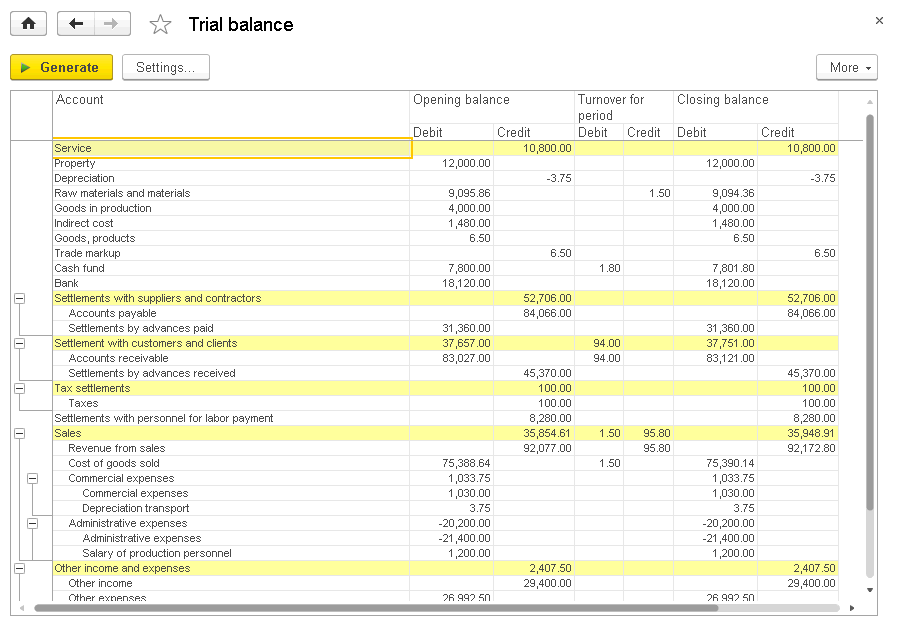 Trial balance
×
Generate Settings... More
Account Opening balance Turnover for period Closing balance
Debit Credit Debit Credit Debit Credit
Service 10,800.00 10,800.00
Property 12,000.00 12,000.00
Depreciation -3.75 -3.75
Raw materials and materials 9,095.86 1.50 9,094.36
Goods in production 4,000.00 4,000.00
Indirect cost 1,480.00 1,480.00
Goods, products 6.50 6.50
Trade markup 6.50 6.50
Cash fund 7,800.00 1.80 7,801.80
Bank 18,120.00 18,120.00
Settlements with suppliers and contractors 52,706.00 52,706.00
Accounts payable 84,066.00 84,066.00
Settlements by advances paid 31,360.00 31,360.00
Settlement with customers and clients 37,657.00 94.00 37,751.00
Accounts receivable 83,027.00 94.00 83,121.00
Settlements by advances received 45,370.00 45,370.00
Tax settlements 100.00 100.00
Taxes 100.00 100.00
Settlements with personnel for labor payment 8,280.00 8,280.00
Sales 35,854.61 1.50 95.80 35,948.91
Revenue from sales 92,077.00 95.80 92,172.80
Cost of goods sold 75,388.64 1.50 75,390.14
Commercial expenses 1,033.75 1,033.75
Commercial expenses 1,030.00 1,030.00
Depreciation transport 3.75 3.75
Administrative expenses -20,200.00 -20,200.00
Administrative expenses -21,400.00 -21,400.00
Salary of production personnel 1,200.00 1,200.00
Other income and expenses 2,407.50 2,407.50
Other income 29,400.00 29,400.00
Other expenses 26,992.50 26,992.50